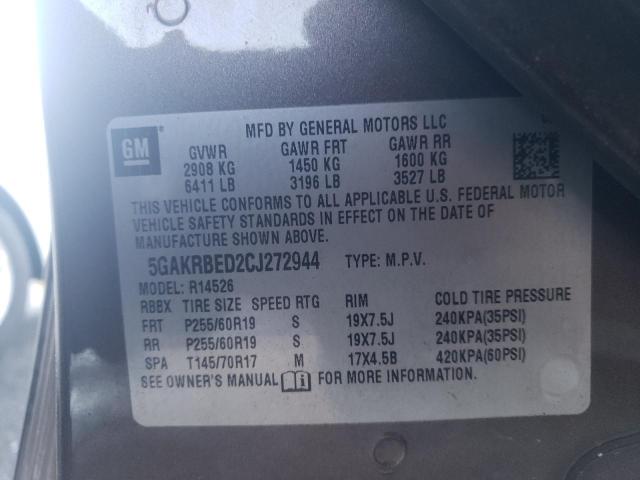 MFD BY GENERAL MOTORS LLC
GM
GVWR GAWR FRT GAWR RR
2908 KG 1450 KG 1600 KG
6411 LB 3196 LB 3527 LB
THIS VEHICLE CONFORMS TO ALL APPLICABLE U.S. FEDERAL MOTOR
VEHICLE SAFETY STANDARDS IN EFFECT ON THE DATE OF
MANUFACTURE SHOWN ABOVE.
5GAKRBED2CJ272944 TYPE: M.P.V.
MODEL: R14526
RBBX TIRE SIZE SPEED RTG RIM COLD TIRE PRESSURE
FRT P255/60R19 S 19X7.5J 240KPA(35PSI)
RR P255/60R19 S 19X7.5J 240KPA(35PSI)
SPA T145/70R17 M 17X4.5B 420KPA(60PSI)
SEE OWNER'S MANUAL FOR MORE INFORMATION.